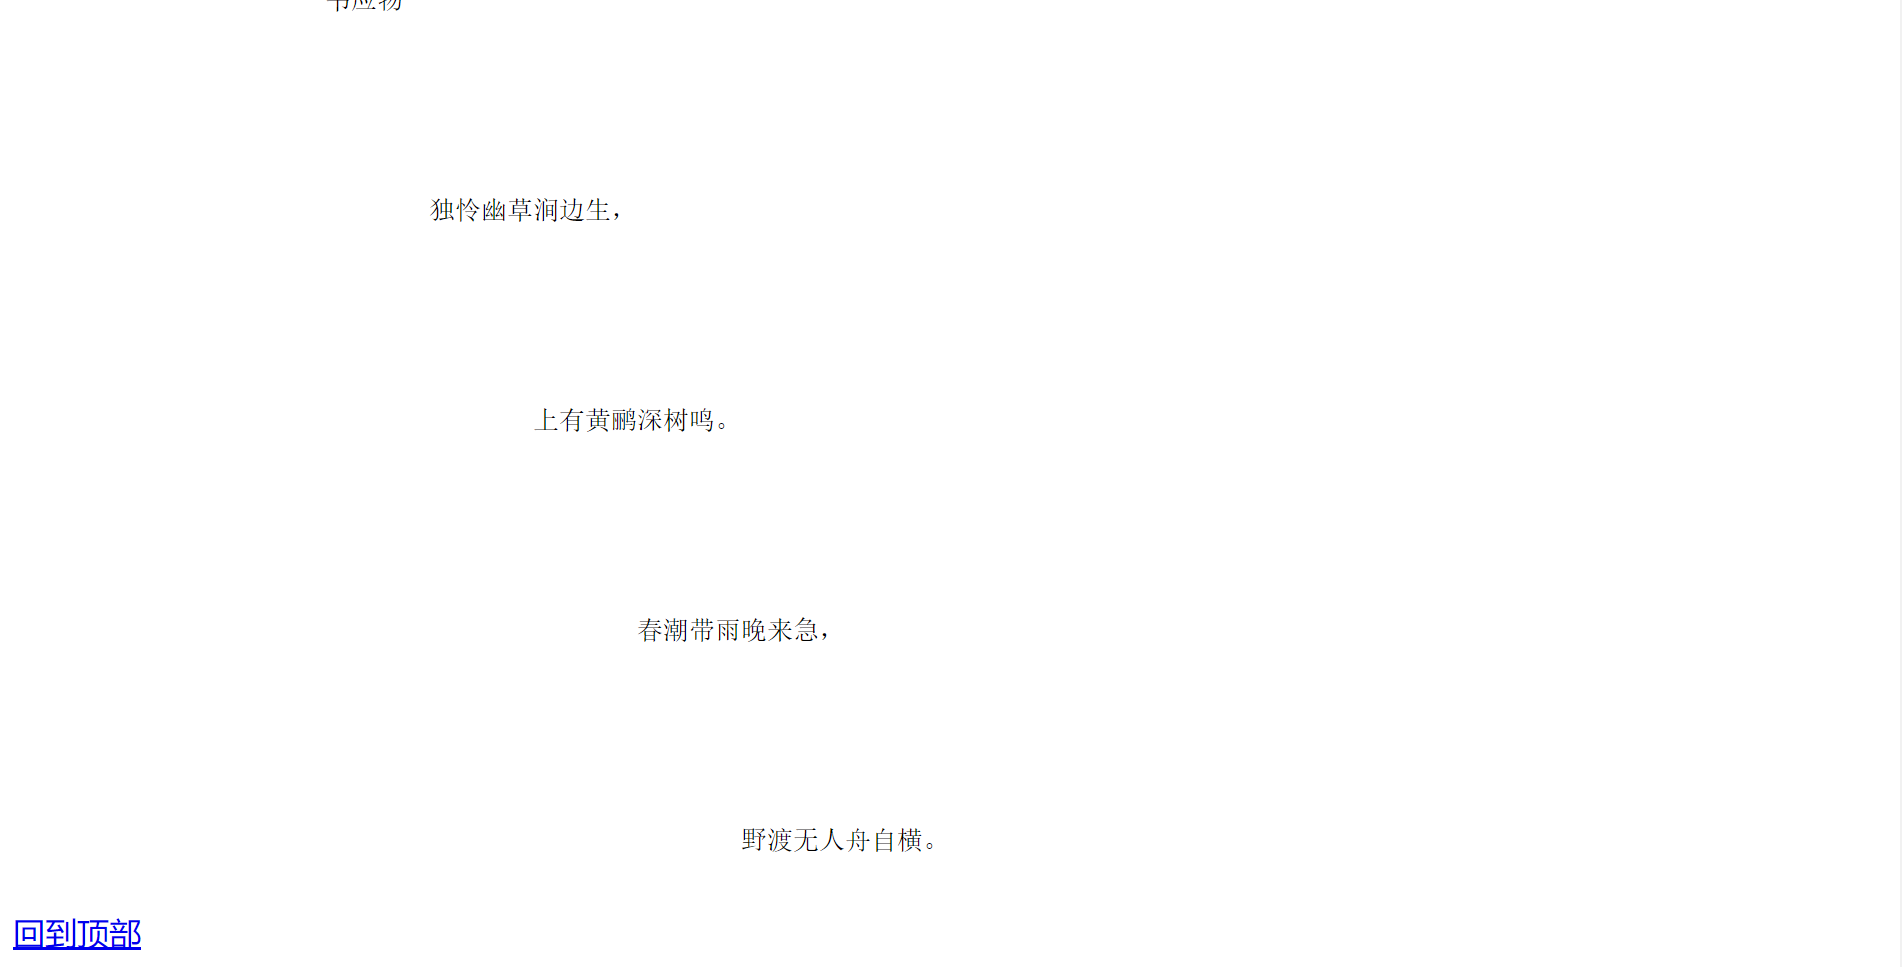 韦应物
独怜幽草涧边生，
上有黄鹂深树鸣。
春潮带雨晚来急，
野渡无人舟自横。
回到顶部